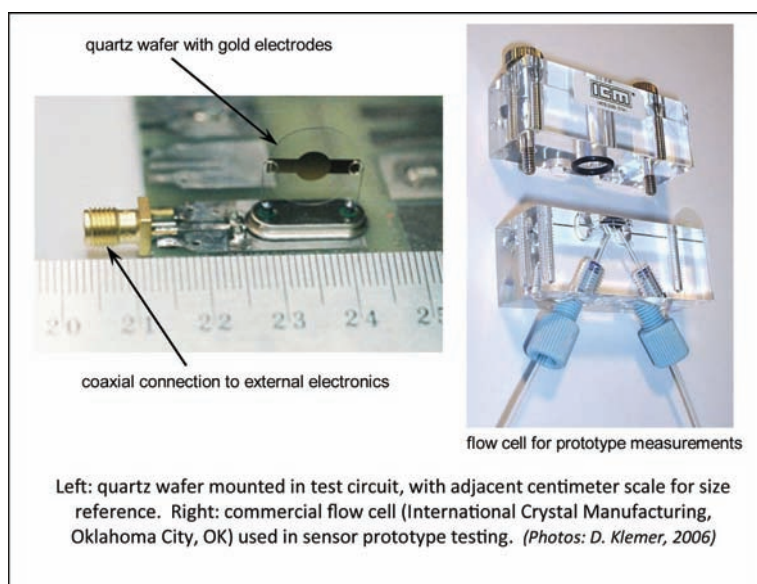 quartz wafer with gold electrodes
icm
20 21 22 23 24 25
coaxial connection to external electronics
flow cell for prototype measurements
Left: quartz wafer mounted in test circuit, with adjacent centimeter scale for size
reference. Right: commercial flow cell (International Crystal Manufacturing,
Oklahoma City, OK) used in sensor prototype testing. (Photos: D. Klemer, 2006)